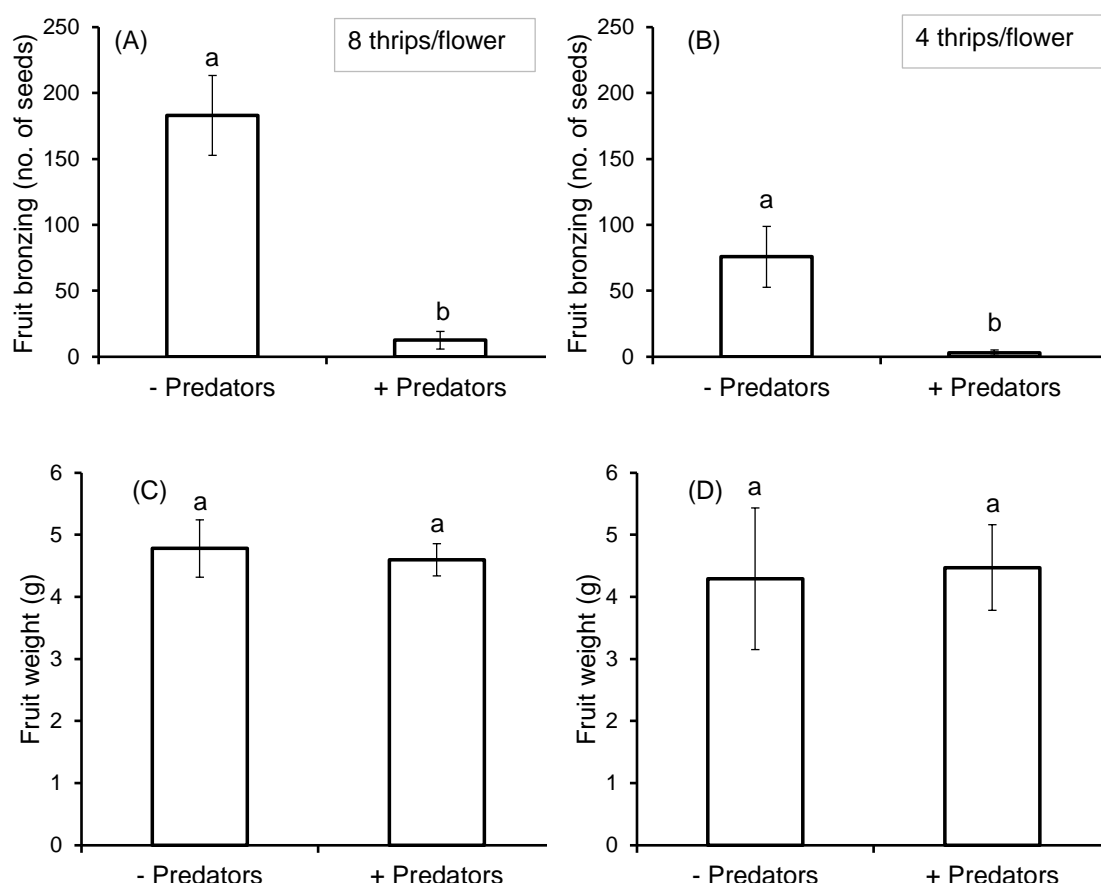 (A)
8 thrips/flower
Fruit bronzing (no. of seeds)
250
200
150
100
50
0
a
b
- Predators
+ Predators
(B)
4 thrips/flower
Fruit bronzing (no. of seeds)
250
200
150
100
50
0
a
b
- Predators
+ Predators
(C)
Fruit weight (g)
6
5
4
3
2
1
0
a
a
- Predators
+ Predators
(D)
Fruit weight (g)
6
5
4
3
2
1
0
a
a
- Predators
+ Predators